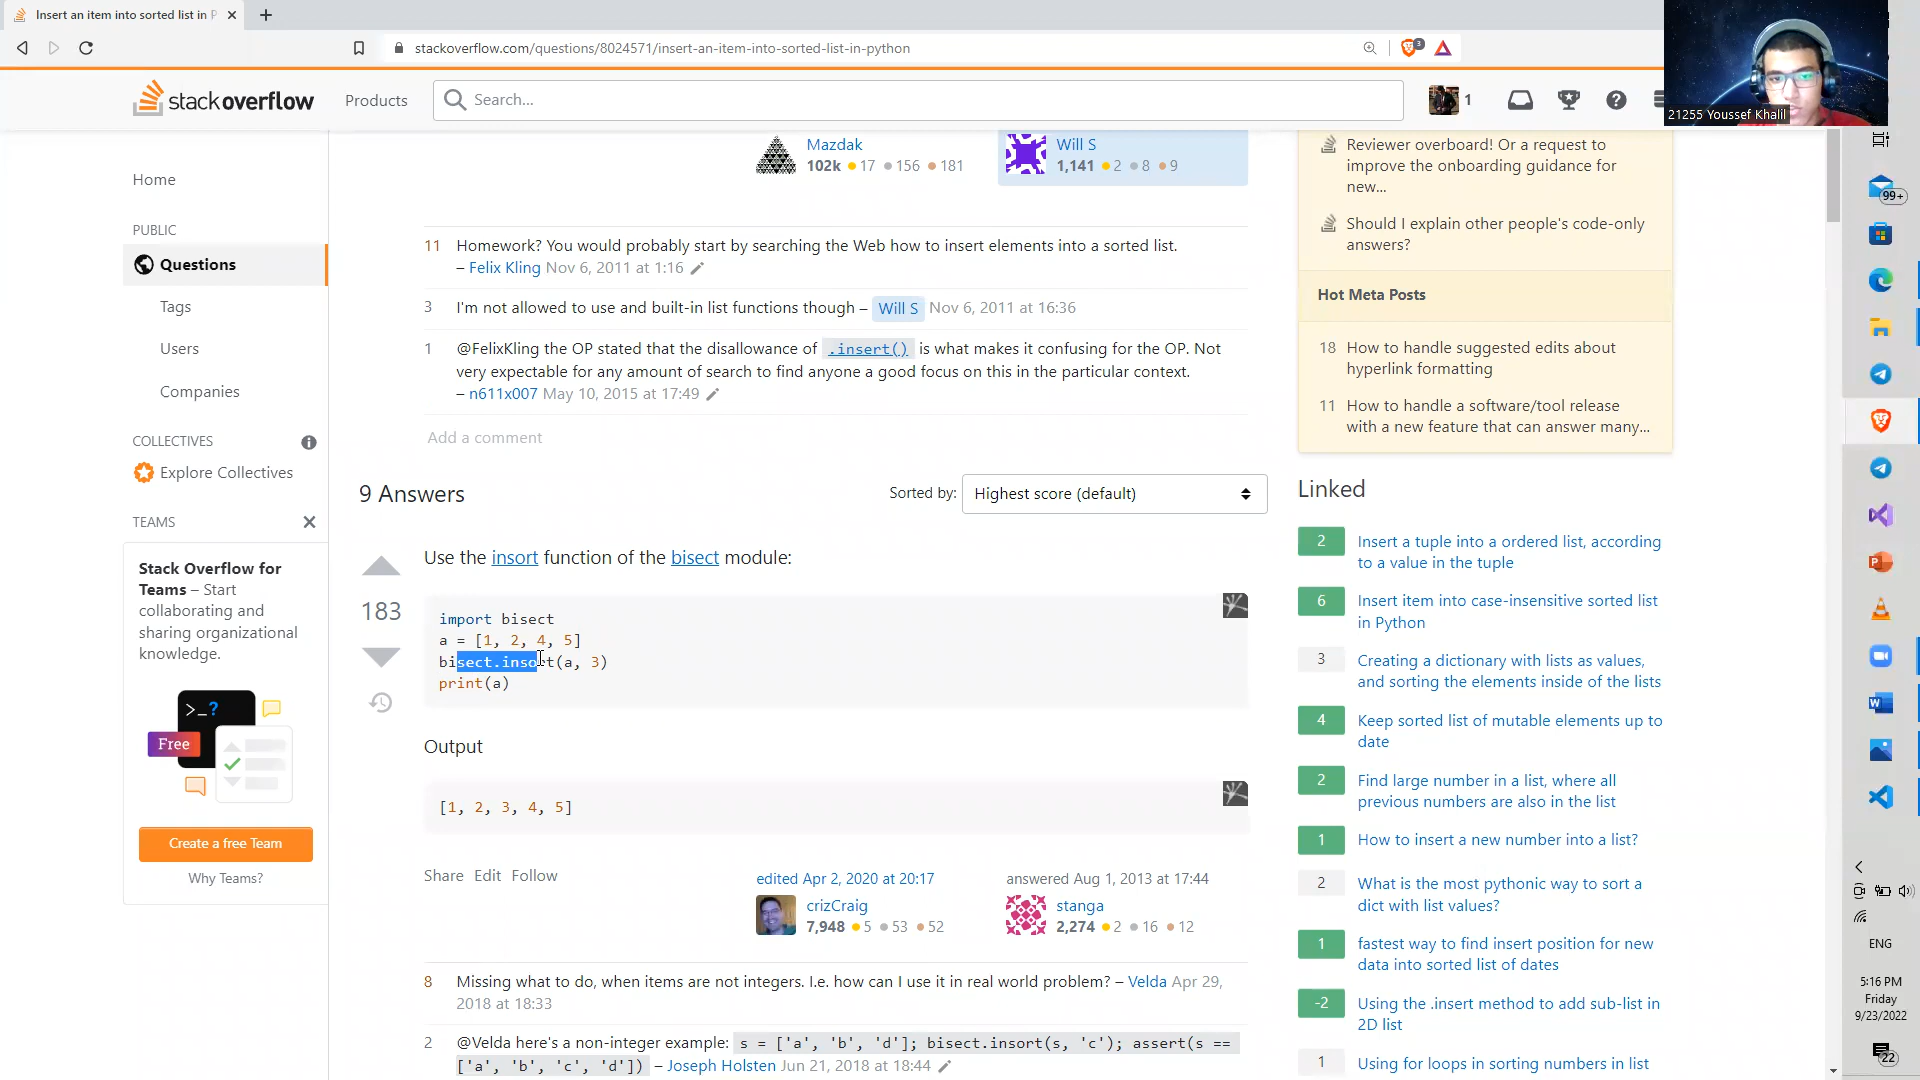 Insert an item into sorted list in P
stackoverflow.com/questions/8024571/insert-an-item-into-sorted-list-in-python
3
21255 Youssef Khalil
stackoverflow
Products
Search...
1
Home
PUBLIC
Questions
Tags
Users
Companies
COLLECTIVES
Explore Collectives
TEAMS
Stack Overflow for
Teams – Start
collaborating and
sharing organizational
knowledge.
>_?
Free
Create a free Team
Why Teams?
Mazdak
102k 17 156 181
Will S
1,141 2 8 9
11 Homework? You would probably start by searching the Web how to insert elements into a sorted list.
– Felix Kling Nov 6, 2011 at 1:16
3 I'm not allowed to use and built-in list functions though – Will S Nov 6, 2011 at 16:36
1 @FelixKling the OP stated that the disallowance of .insert() is what makes it confusing for the OP. Not
very expectable for any amount of search to find anyone a good focus on this in the particular context.
– n611x007 May 10, 2015 at 17:49
Add a comment
9 Answers
Sorted by: Highest score (default)
183
Use the insort function of the bisect module:
import bisect
a = [1, 2, 4, 5]
bisect.insort(a, 3)
print(a)
Output
[1, 2, 3, 4, 5]
Share Edit Follow
edited Apr 2, 2020 at 20:17
crizCraig
7,948 5 53 52
answered Aug 1, 2013 at 17:44
stanga
2,274 2 16 12
8 Missing what to do, when items are not integers. I.e. how can I use it in real world problem? – Velda Apr 29,
2018 at 18:33
2 @Velda here's a non-integer example: s = ['a', 'b', 'd']; bisect.insort(s, 'c'); assert(s ==
['a', 'b', 'c', 'd']) – Joseph Holsten Jun 21, 2018 at 18:44
Reviewer overboard! Or a request to
improve the onboarding guidance for
new...
Should I explain other people's code-only
answers?
Hot Meta Posts
18 How to handle suggested edits about
hyperlink formatting
11 How to handle a software/tool release
with a new feature that can answer many...
Linked
2 Insert a tuple into a ordered list, according
to a value in the tuple
6 Insert item into case-insensitive sorted list
in Python
3 Creating a dictionary with lists as values,
and sorting the elements inside of the lists
4 Keep sorted list of mutable elements up to
date
2 Find large number in a list, where all
previous numbers are also in the list
1 How to insert a new number into a list?
2 What is the most pythonic way to sort a
dict with list values?
1 fastest way to find insert position for new
data into sorted list of dates
-2 Using the .insert method to add sub-list in
2D list
1 Using for loops in sorting numbers in list
99+
ENG
5:16 PM
Friday
9/23/2022
22